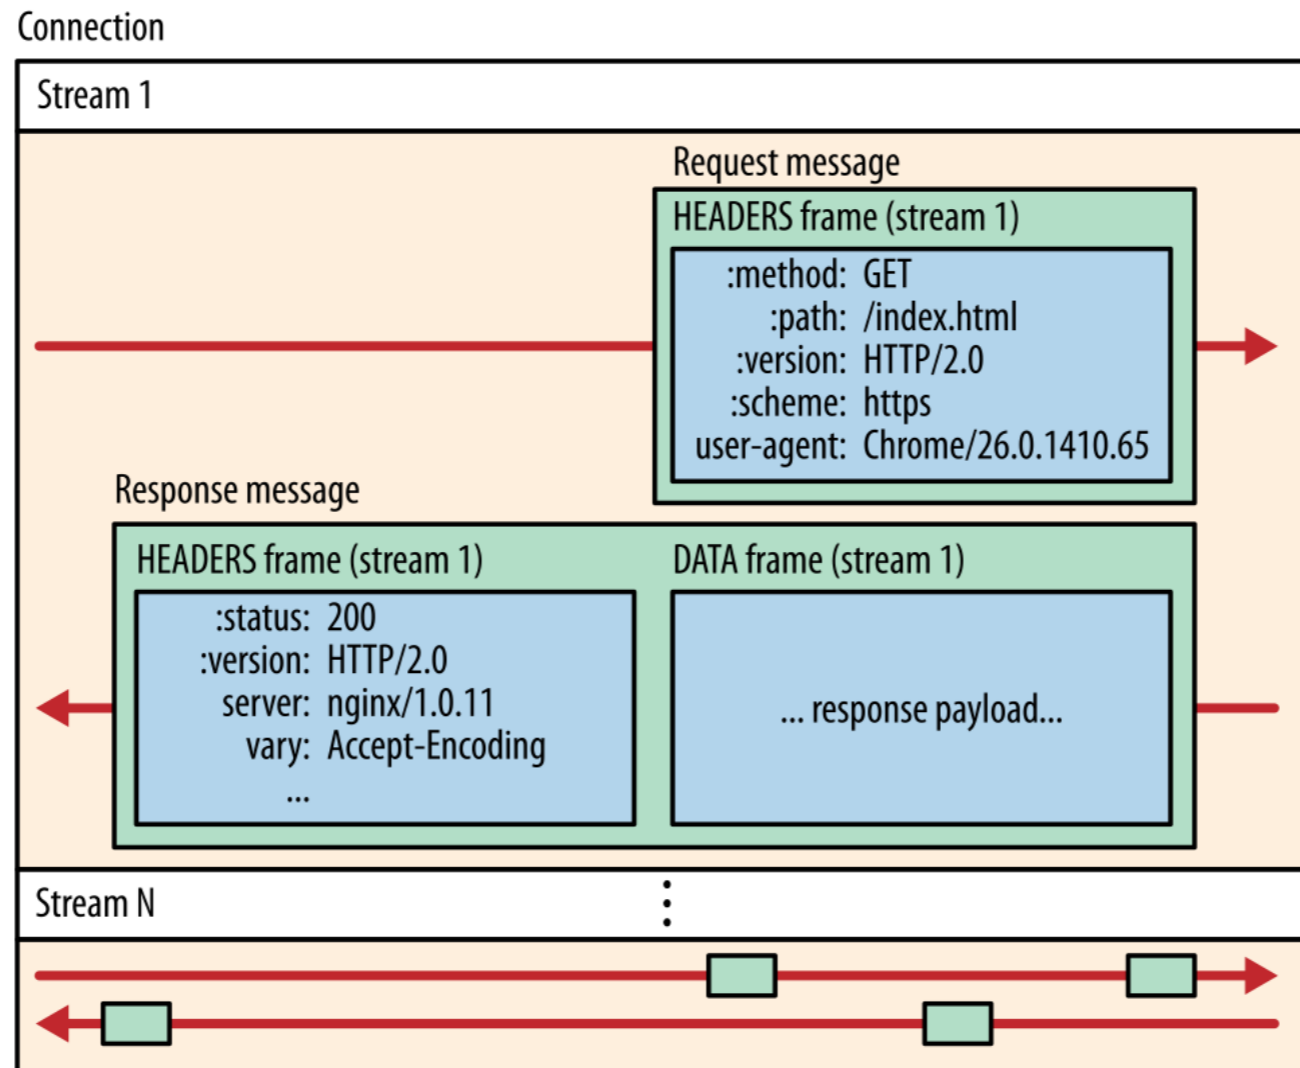 Connection
Stream 1
Request message
HEADERS frame (stream 1)
:method: GET
:path: /index.html
:version: HTTP/2.0
:scheme: https
user-agent: Chrome/26.0.1410.65
Response message
HEADERS frame (stream 1)
:status: 200
:version: HTTP/2.0
server: nginx/1.0.11
vary: Accept-Encoding
...
DATA frame (stream 1)
... response payload...
Stream N